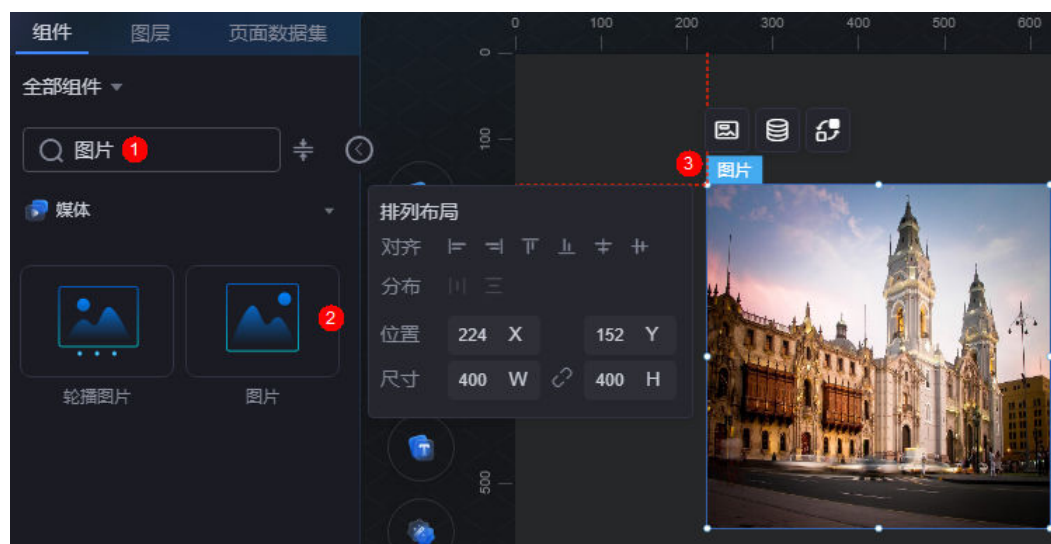 组件 图层 页面数据集
0 100 200 300 400 500 600
0
全部组件
100
图片 1
3 图片
媒体
排列布局
对齐
分布
2
位置 224 X 152 Y
尺寸 400 W 400 H
轮播图片 图片
T
500